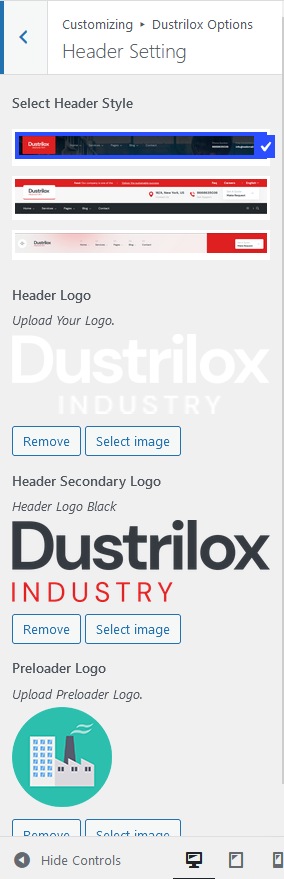 Customizing ▸ Dustrilox Options
Header Setting
Select Header Style
Dustrilox
Header Logo
Upload Your Logo.
Dustrilox
INDUSTRY
Remove
Select image
Header Secondary Logo
Header Logo Black
Dustrilox
INDUSTRY
Remove
Select image
Preloader Logo
Upload Preloader Logo.
Remove
Select image
Hide Controls